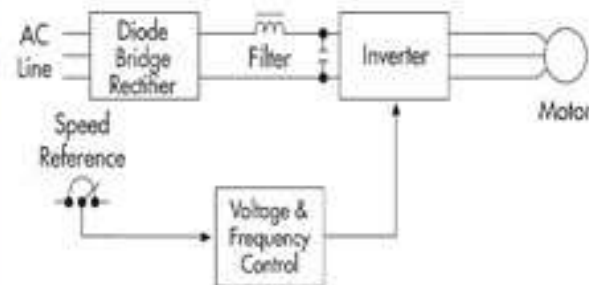 AC
Line
Diode
Bridge
Rectifier
Filter
Inverter
Motor
Speed
Reference
Voltage &
Frequency
Control